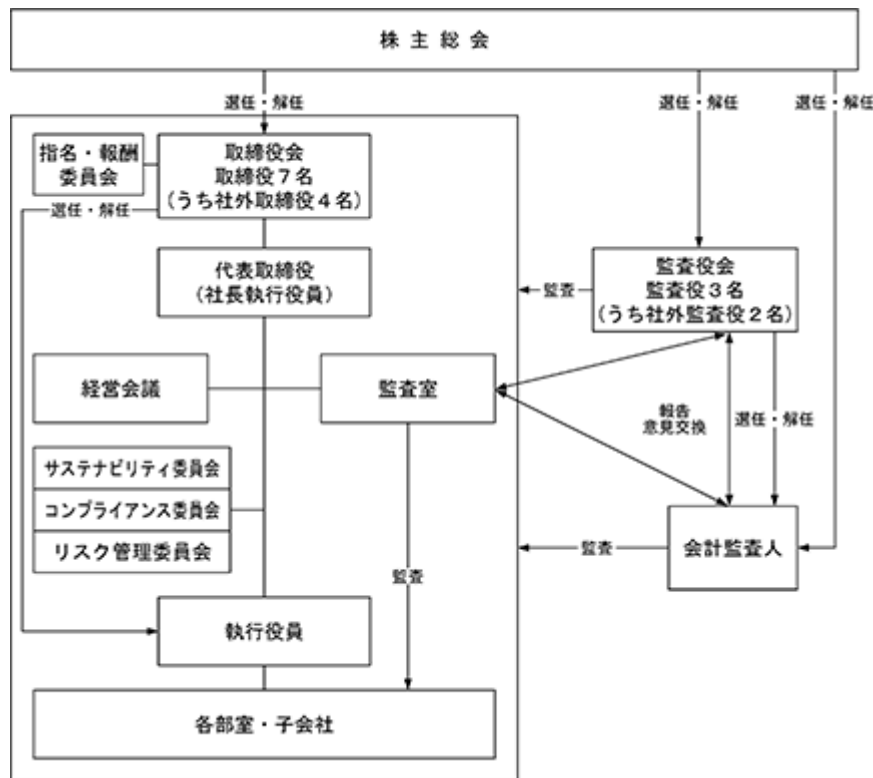 株主総会
選任・解任
選任・解任
選任・解任
指名・報酬
委員会
取締役会
取締役7名
(うち社外取締役4名)
選任・解任
代表取締役
(社長執行役員)
監査役会
監査役3名
(うち社外監査役2名)
監査
経営会議
監査室
報告
意見交換
選任・解任
サステナビリティ委員会
コンプライアンス委員会
リスク管理委員会
会計監査人
監査
監査
執行役員
各部室・子会社